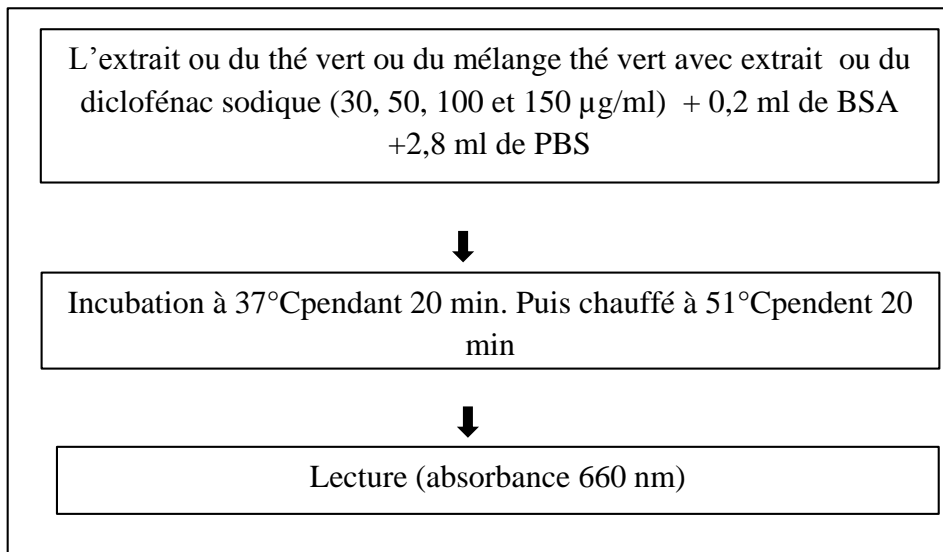 L’extrait ou du thé vert ou du mélange thé vert avec extrait ou du
diclofénac sodique (30, 50, 100 et 150 µg/ml) + 0,2 ml de BSA
+2,8 ml de PBS
Incubation à 37°Cpendant 20 min. Puis chauffé à 51°Cpendent 20
min
Lecture (absorbance 660 nm)